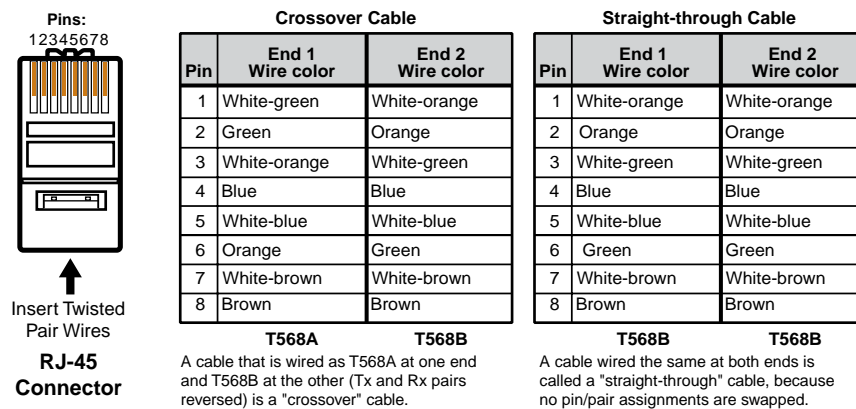 Pins:
12345678
Insert Twisted
Pair Wires
RJ-45
Connector
Crossover Cable
Pin End 1 Wire color End 2 Wire color
1 White-green White-orange
2 Green Orange
3 White-orange White-green
4 Blue Blue
5 White-blue White-blue
6 Orange Green
7 White-brown White-brown
8 Brown Brown
T568A T568B
A cable that is wired as T568A at one end
and T568B at the other (Tx and Rx pairs
reversed) is a "crossover" cable.
Straight-through Cable
Pin End 1 Wire color End 2 Wire color
1 White-orange White-orange
2 Orange Orange
3 White-green White-green
4 Blue Blue
5 White-blue White-blue
6 Green Green
7 White-brown White-brown
8 Brown Brown
T568B T568B
A cable wired the same at both ends is
called a "straight-through" cable, because
no pin/pair assignments are swapped.